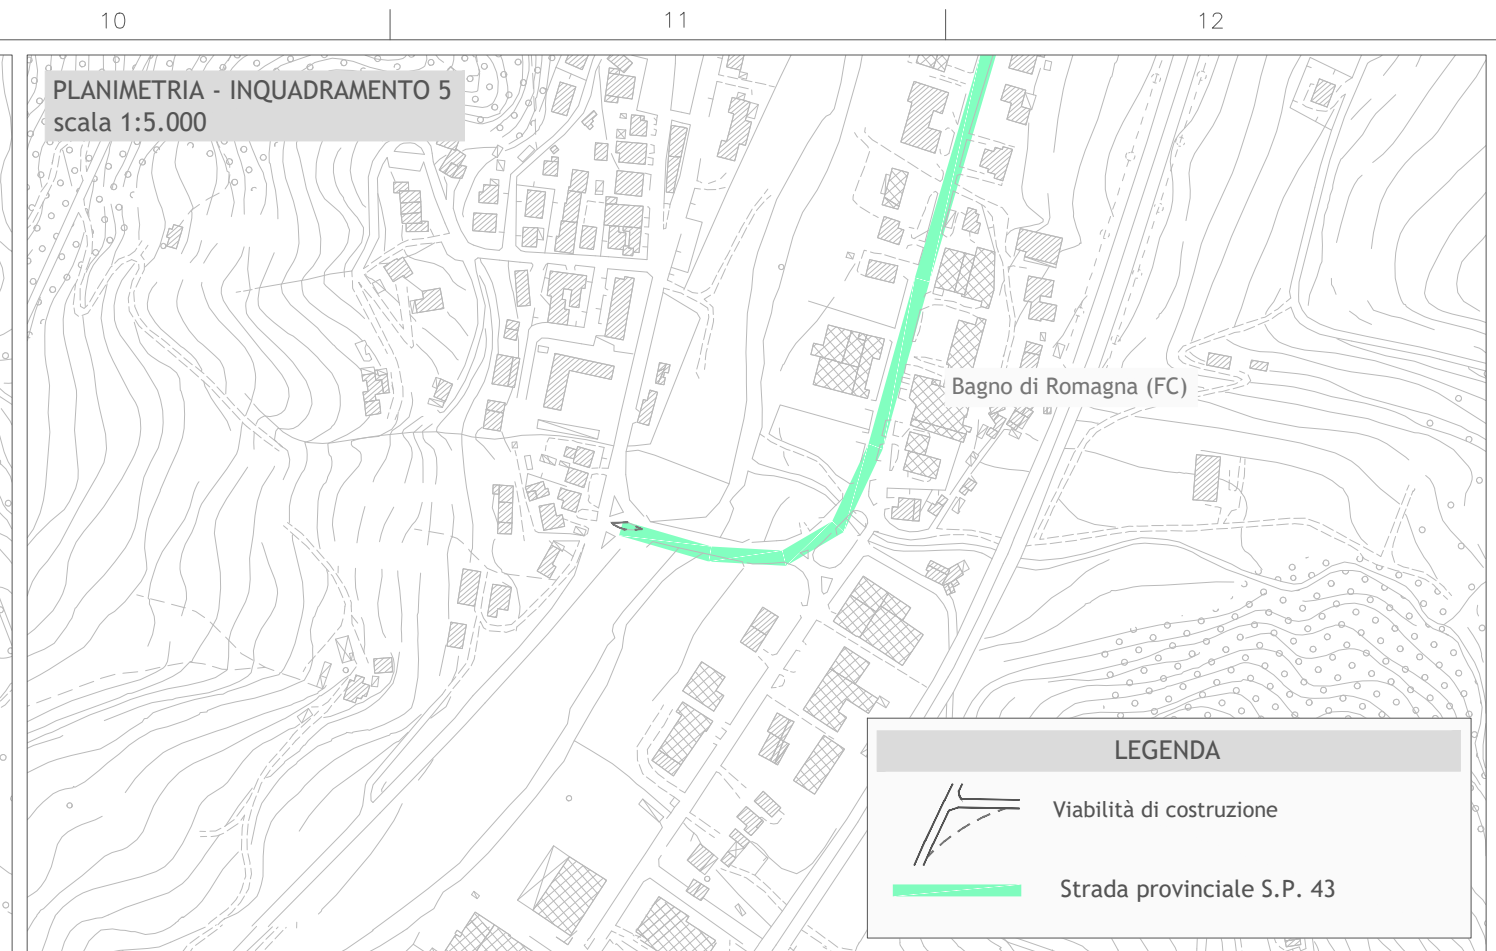 10
11
12
PLANIMETRIA - INQUADRAMENTO 5
scala 1:5.000
Bagno di Romagna (FC)
LEGENDA
Viabilità di costruzione
Strada provinciale S.P. 43